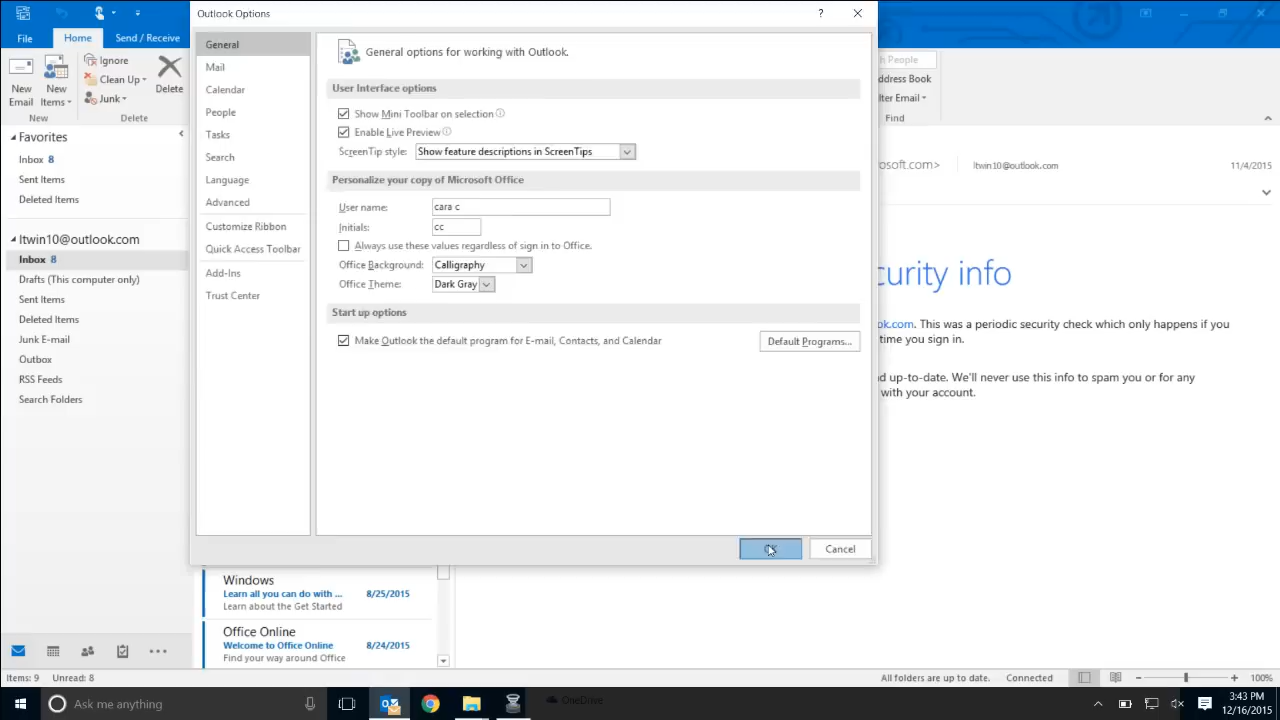 Outlook Options
?
File
Home
Send / Receive
New
Email
New
Items
Ignore
Clean Up
Junk
Delete
New
Delete
h People
ddress Book
lter Email
Find
Favorites
Inbox 8
Sent Items
Deleted Items
ltwin10@outlook.com
Inbox 8
Drafts (This computer only)
Sent Items
Deleted Items
Junk E-mail
Outbox
RSS Feeds
Search Folders
General
Mail
Calendar
People
Tasks
Search
Language
Advanced
Customize Ribbon
Quick Access Toolbar
Add-Ins
Trust Center
General options for working with Outlook.
User Interface options
Show Mini Toolbar on selection
Enable Live Preview
ScreenTip style: Show feature descriptions in ScreenTips
Personalize your copy of Microsoft Office
User name: cara c
Initials: cc
Always use these values regardless of sign in to Office.
Office Background: Calligraphy
Office Theme: Dark Gray
Start up options
Make Outlook the default program for E-mail, Contacts, and Calendar
Default Programs...
OK
Cancel
osoft.com>
ltwin10@outlook.com
11/4/2015
curity info
ok.com. This was a periodic security check which only happens if you
time you sign in.
d up-to-date. We'll never use this info to spam you or for any
with your account.
Windows
Learn all you can do with ... 8/25/2015
Learn about the Get Started
Office Online
Welcome to Office Online 8/24/2015
Find your way around Office
Items: 9 Unread: 8
All folders are up to date. Connected
100%
Ask me anything
OneDrive
3:43 PM
12/16/2015